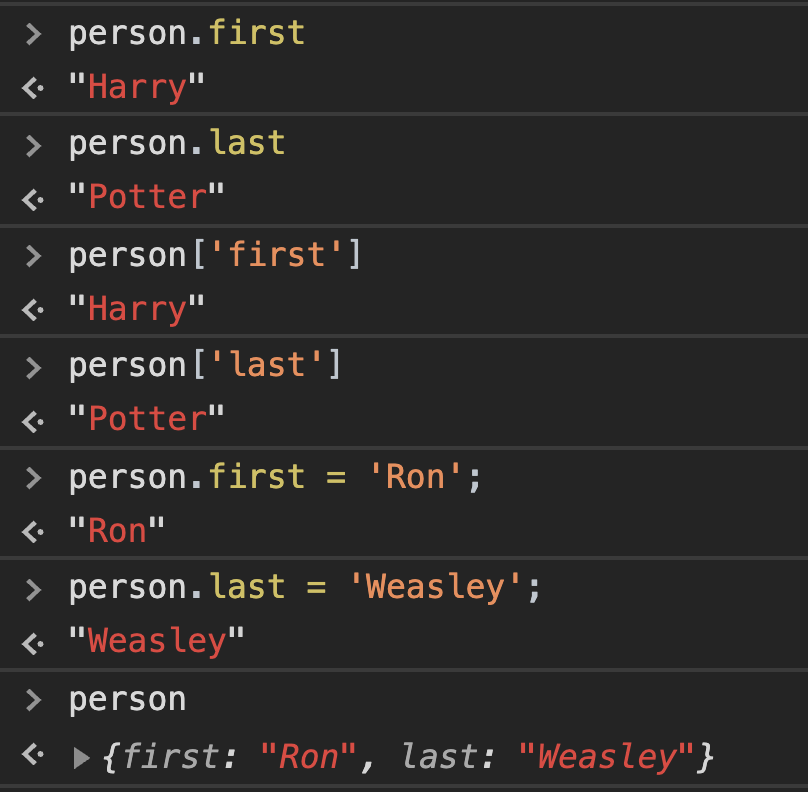 > person.first
<· "Harry"
> person.last
<· "Potter"
> person['first']
<· "Harry"
> person['last']
<· "Potter"
> person.first = 'Ron';
<· "Ron"
> person.last = 'Weasley';
<· "Weasley"
> person
<· ▶ {first: "Ron", last: "Weasley"}